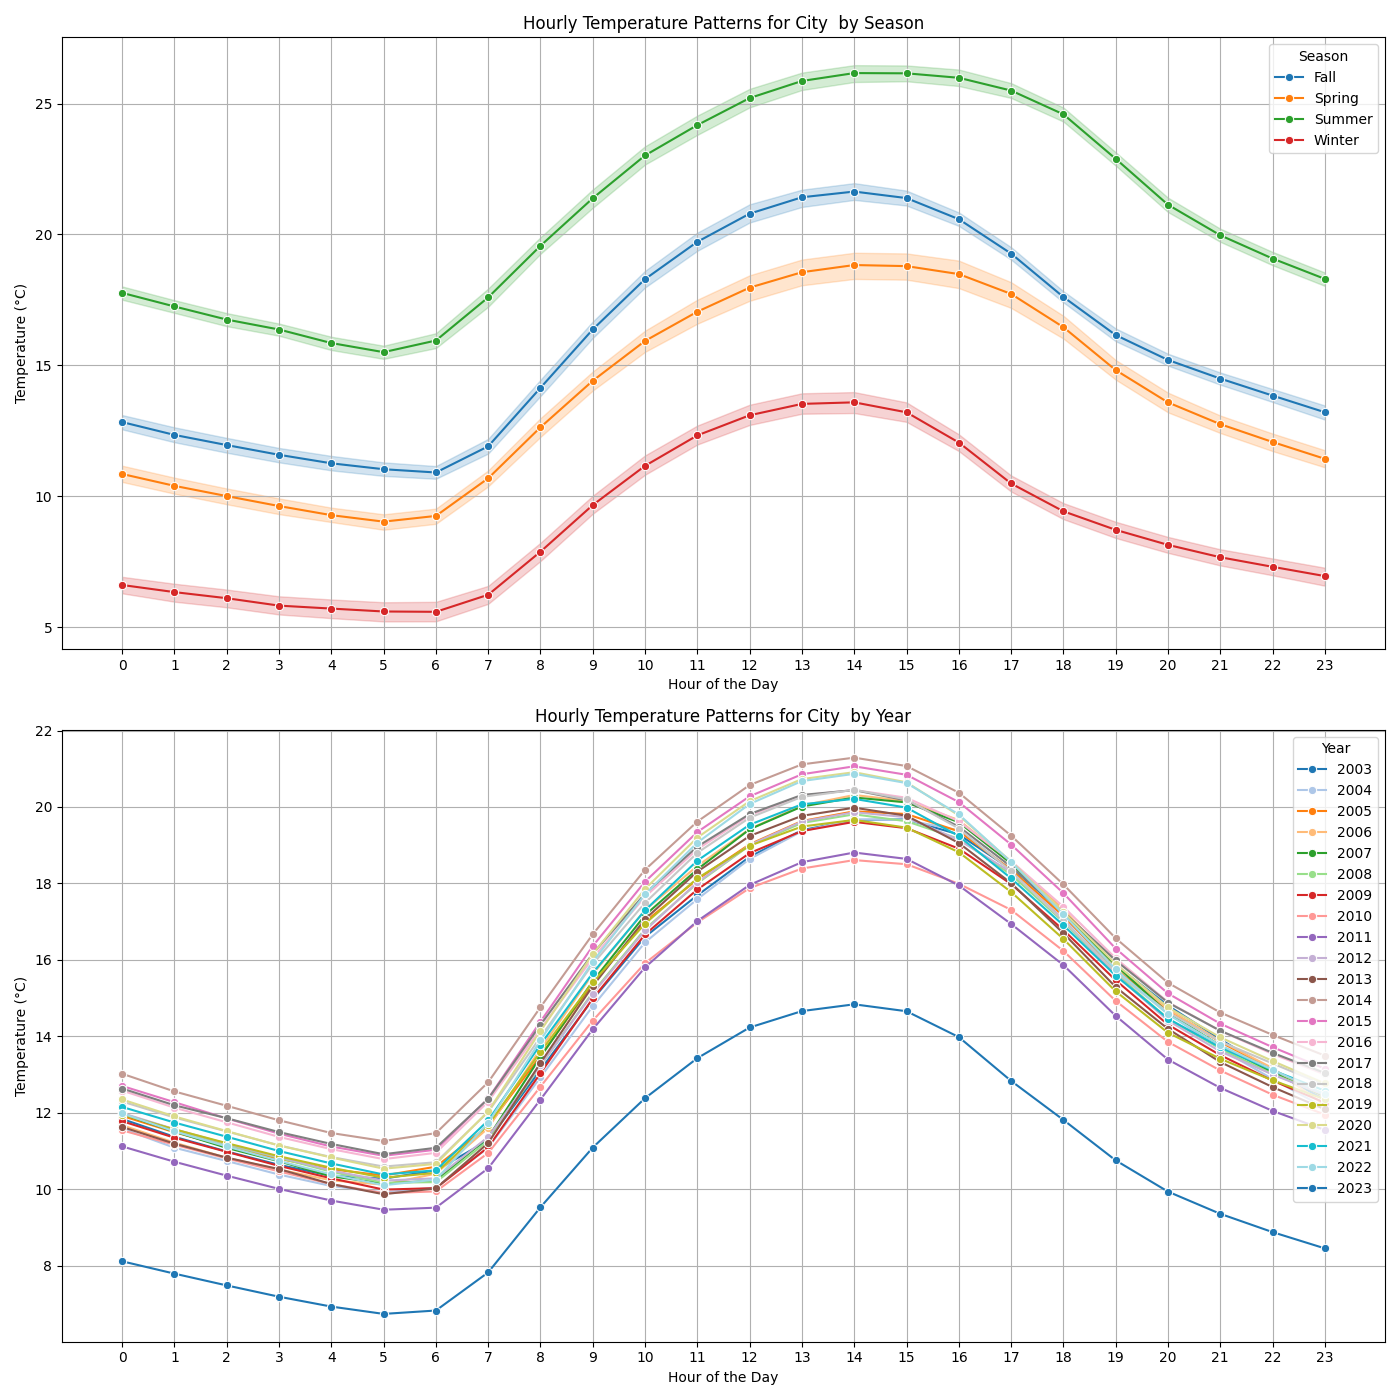 Hourly Temperature Patterns for City  by Season
Season
Fall
Spring
Summer
Winter
Temperature (°C)
25
20
15
10
5
0 1 2 3 4 5 6 7 8 9 10 11 12 13 14 15 16 17 18 19 20 21 22 23
Hour of the Day
Hourly Temperature Patterns for City  by Year
Year
2003
2004
2005
2006
2007
2008
2009
2010
2011
2012
2013
2014
2015
2016
2017
2018
2019
2020
2021
2022
2023
Temperature (°C)
22
20
18
16
14
12
10
8
0 1 2 3 4 5 6 7 8 9 10 11 12 13 14 15 16 17 18 19 20 21 22 23
Hour of the Day